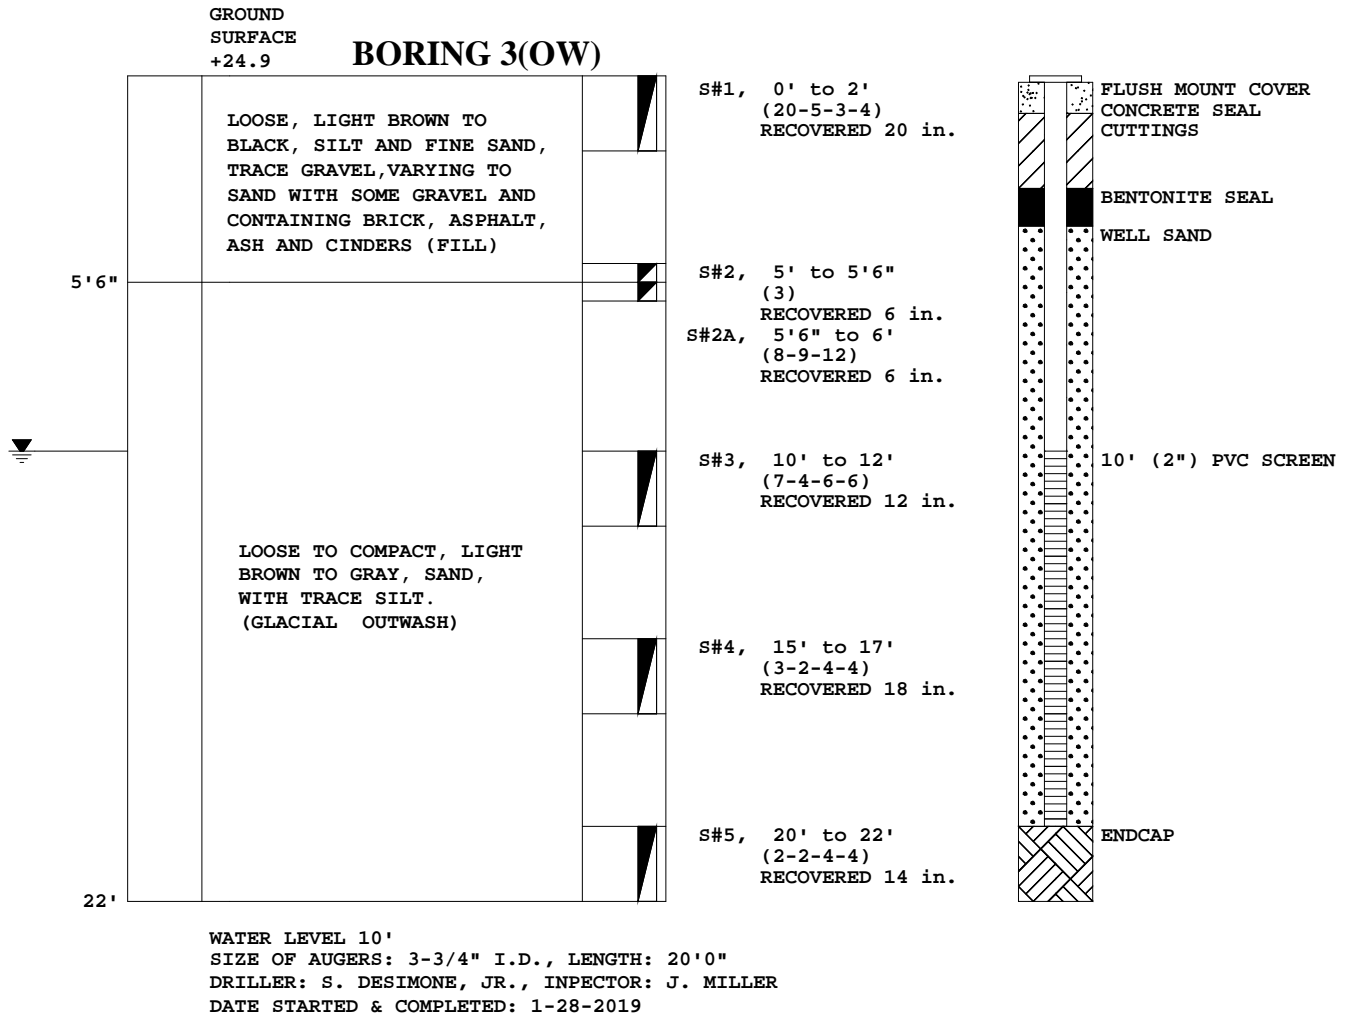 GROUND
SURFACE
+24.9
BORING 3(OW)
LOOSE, LIGHT BROWN TO
BLACK, SILT AND FINE SAND,
TRACE GRAVEL,VARYING TO
SAND WITH SOME GRAVEL AND
CONTAINING BRICK, ASPHALT,
ASH AND CINDERS (FILL)
5'6"
LOOSE TO COMPACT, LIGHT
BROWN TO GRAY, SAND,
WITH TRACE SILT.
(GLACIAL OUTWASH)
22'
S#1, 0' to 2'
(20-5-3-4)
RECOVERED 20 in.
S#2, 5' to 5'6"
(3)
RECOVERED 6 in.
S#2A, 5'6" to 6'
(8-9-12)
RECOVERED 6 in.
S#3, 10' to 12'
(7-4-6-6)
RECOVERED 12 in.
S#4, 15' to 17'
(3-2-4-4)
RECOVERED 18 in.
S#5, 20' to 22'
(2-2-4-4)
RECOVERED 14 in.
FLUSH MOUNT COVER
CONCRETE SEAL
CUTTINGS
BENTONITE SEAL
WELL SAND
10' (2") PVC SCREEN
ENDCAP
WATER LEVEL 10'
SIZE OF AUGERS: 3-3/4" I.D., LENGTH: 20'0"
DRILLER: S. DESIMONE, JR., INPECTOR: J. MILLER
DATE STARTED & COMPLETED: 1-28-2019